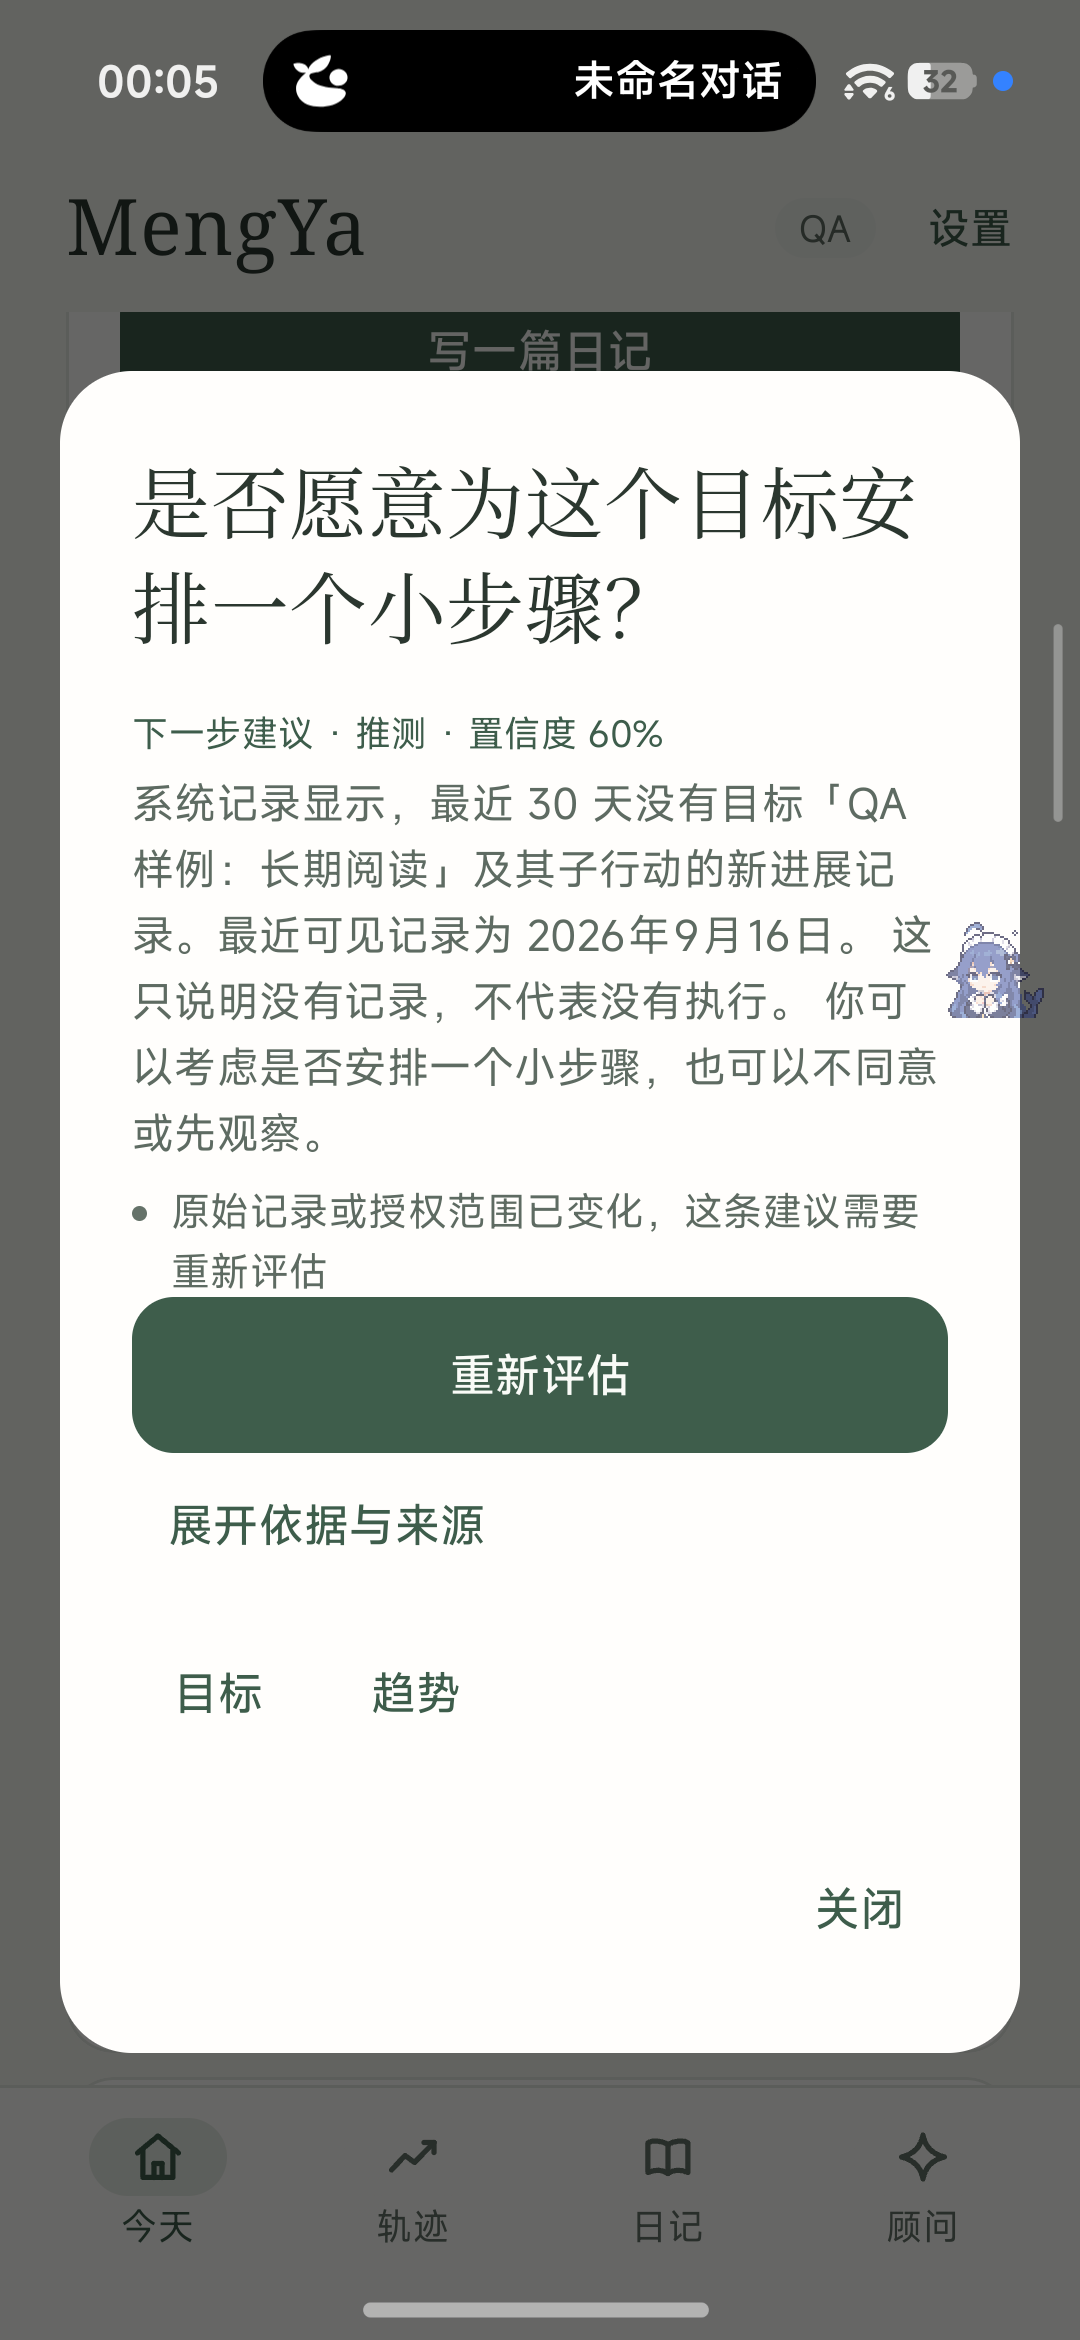 00:05
未命名对话
6
32
MengYa
QA
设置
写一篇日记
是否愿意为这个目标安
排一个小步骤？
下一步建议 · 推测 · 置信度 60%
系统记录显示，最近 30 天没有目标「QA
样例：长期阅读」及其子行动的新进展记
录。最近可见记录为 2026年9月16日。 这
只说明没有记录，不代表没有执行。 你可
以考虑是否安排一个小步骤，也可以不同意
或先观察。
• 原始记录或授权范围已变化，这条建议需要
重新评估
重新评估
展开依据与来源
目标
趋势
关闭
今天
轨迹
日记
顾问